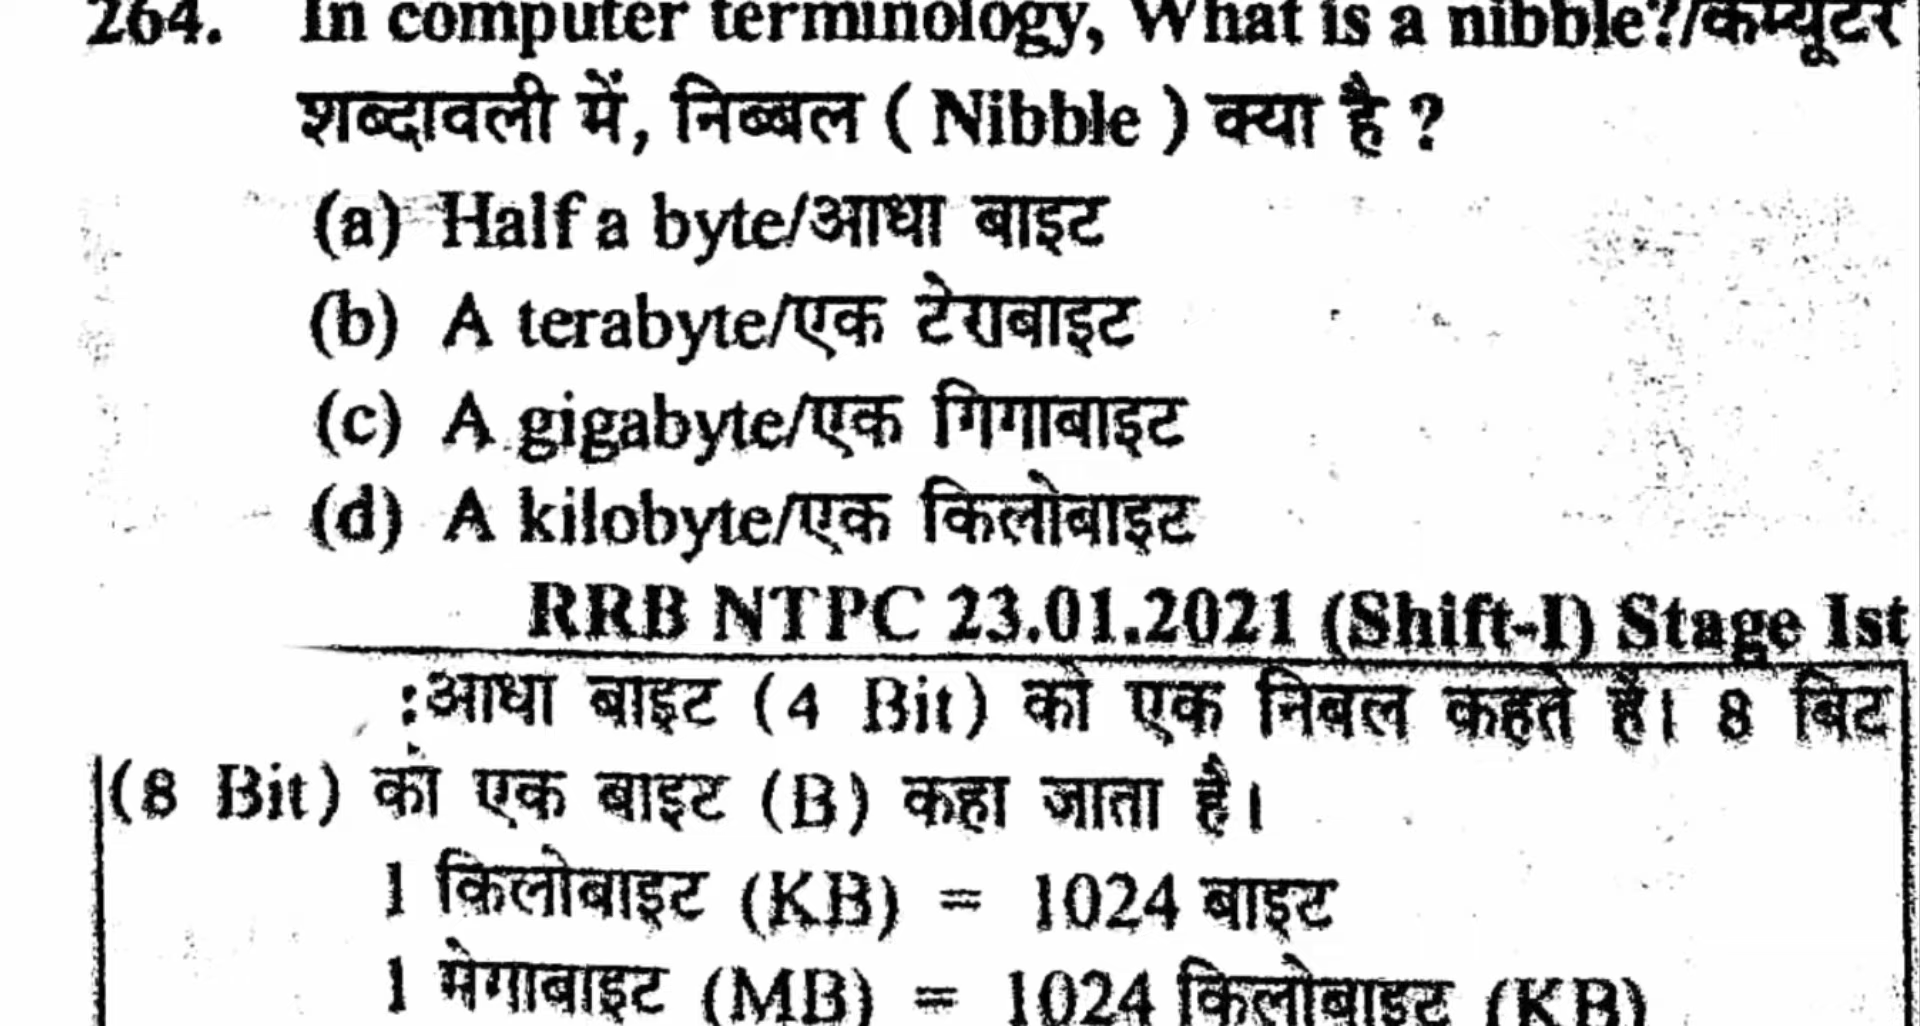 264. In computer terminology, What is a nibble?/कम्प्यूटर
शब्दावली में, निब्बल ( Nibble ) क्या है ?
(a) Half a byte/आधा बाइट
(b) A terabyte/एक टेराबाइट
(c) A gigabyte/एक गिगाबाइट
(d) A kilobyte/एक किलोबाइट
RRB NTPC 23.01.2021 (Shift-I) Stage Ist
:आधा बाइट (4 Bit) को एक निबल कहते हैं। 8 बिट
(8 Bit) को एक बाइट (B) कहा जाता है।
1 किलोबाइट (KB) = 1024 बाइट
1 मेगाबाइट (MB) = 1024 किलोबाइट (KB)